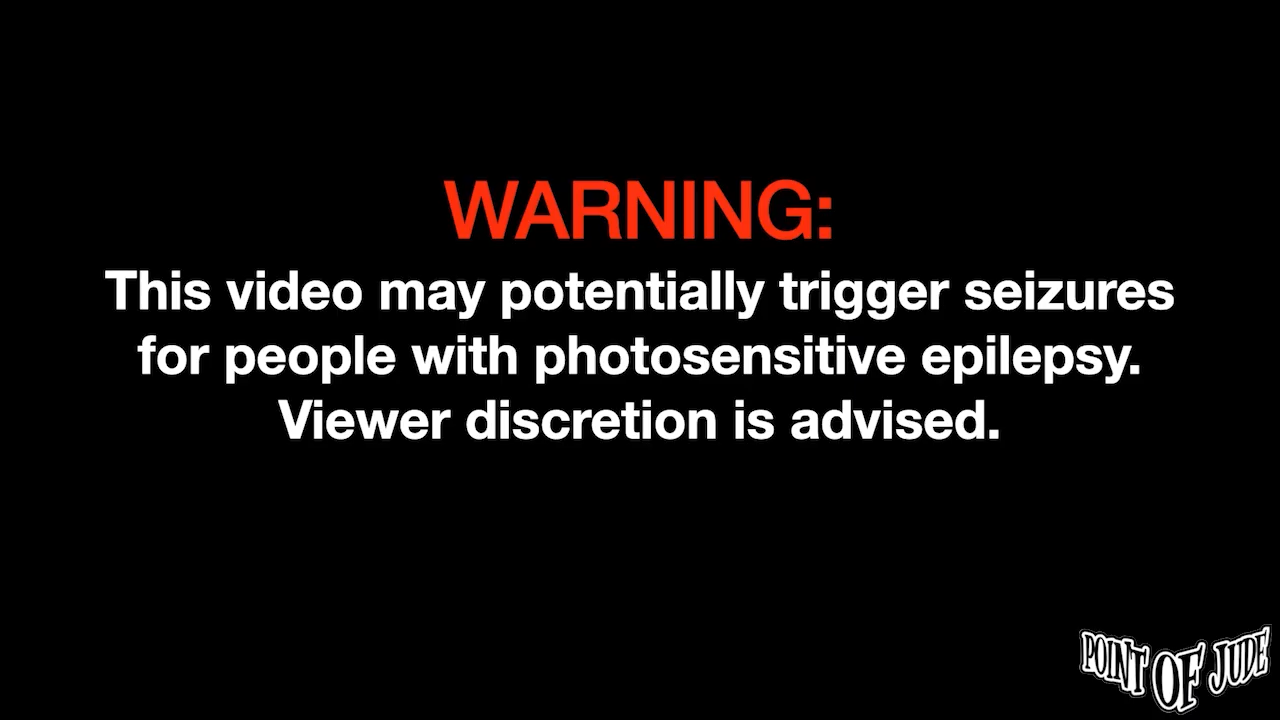 WARNING:
This video may potentially trigger seizures
for people with photosensitive epilepsy.
Viewer discretion is advised.
POINT OF JUDE